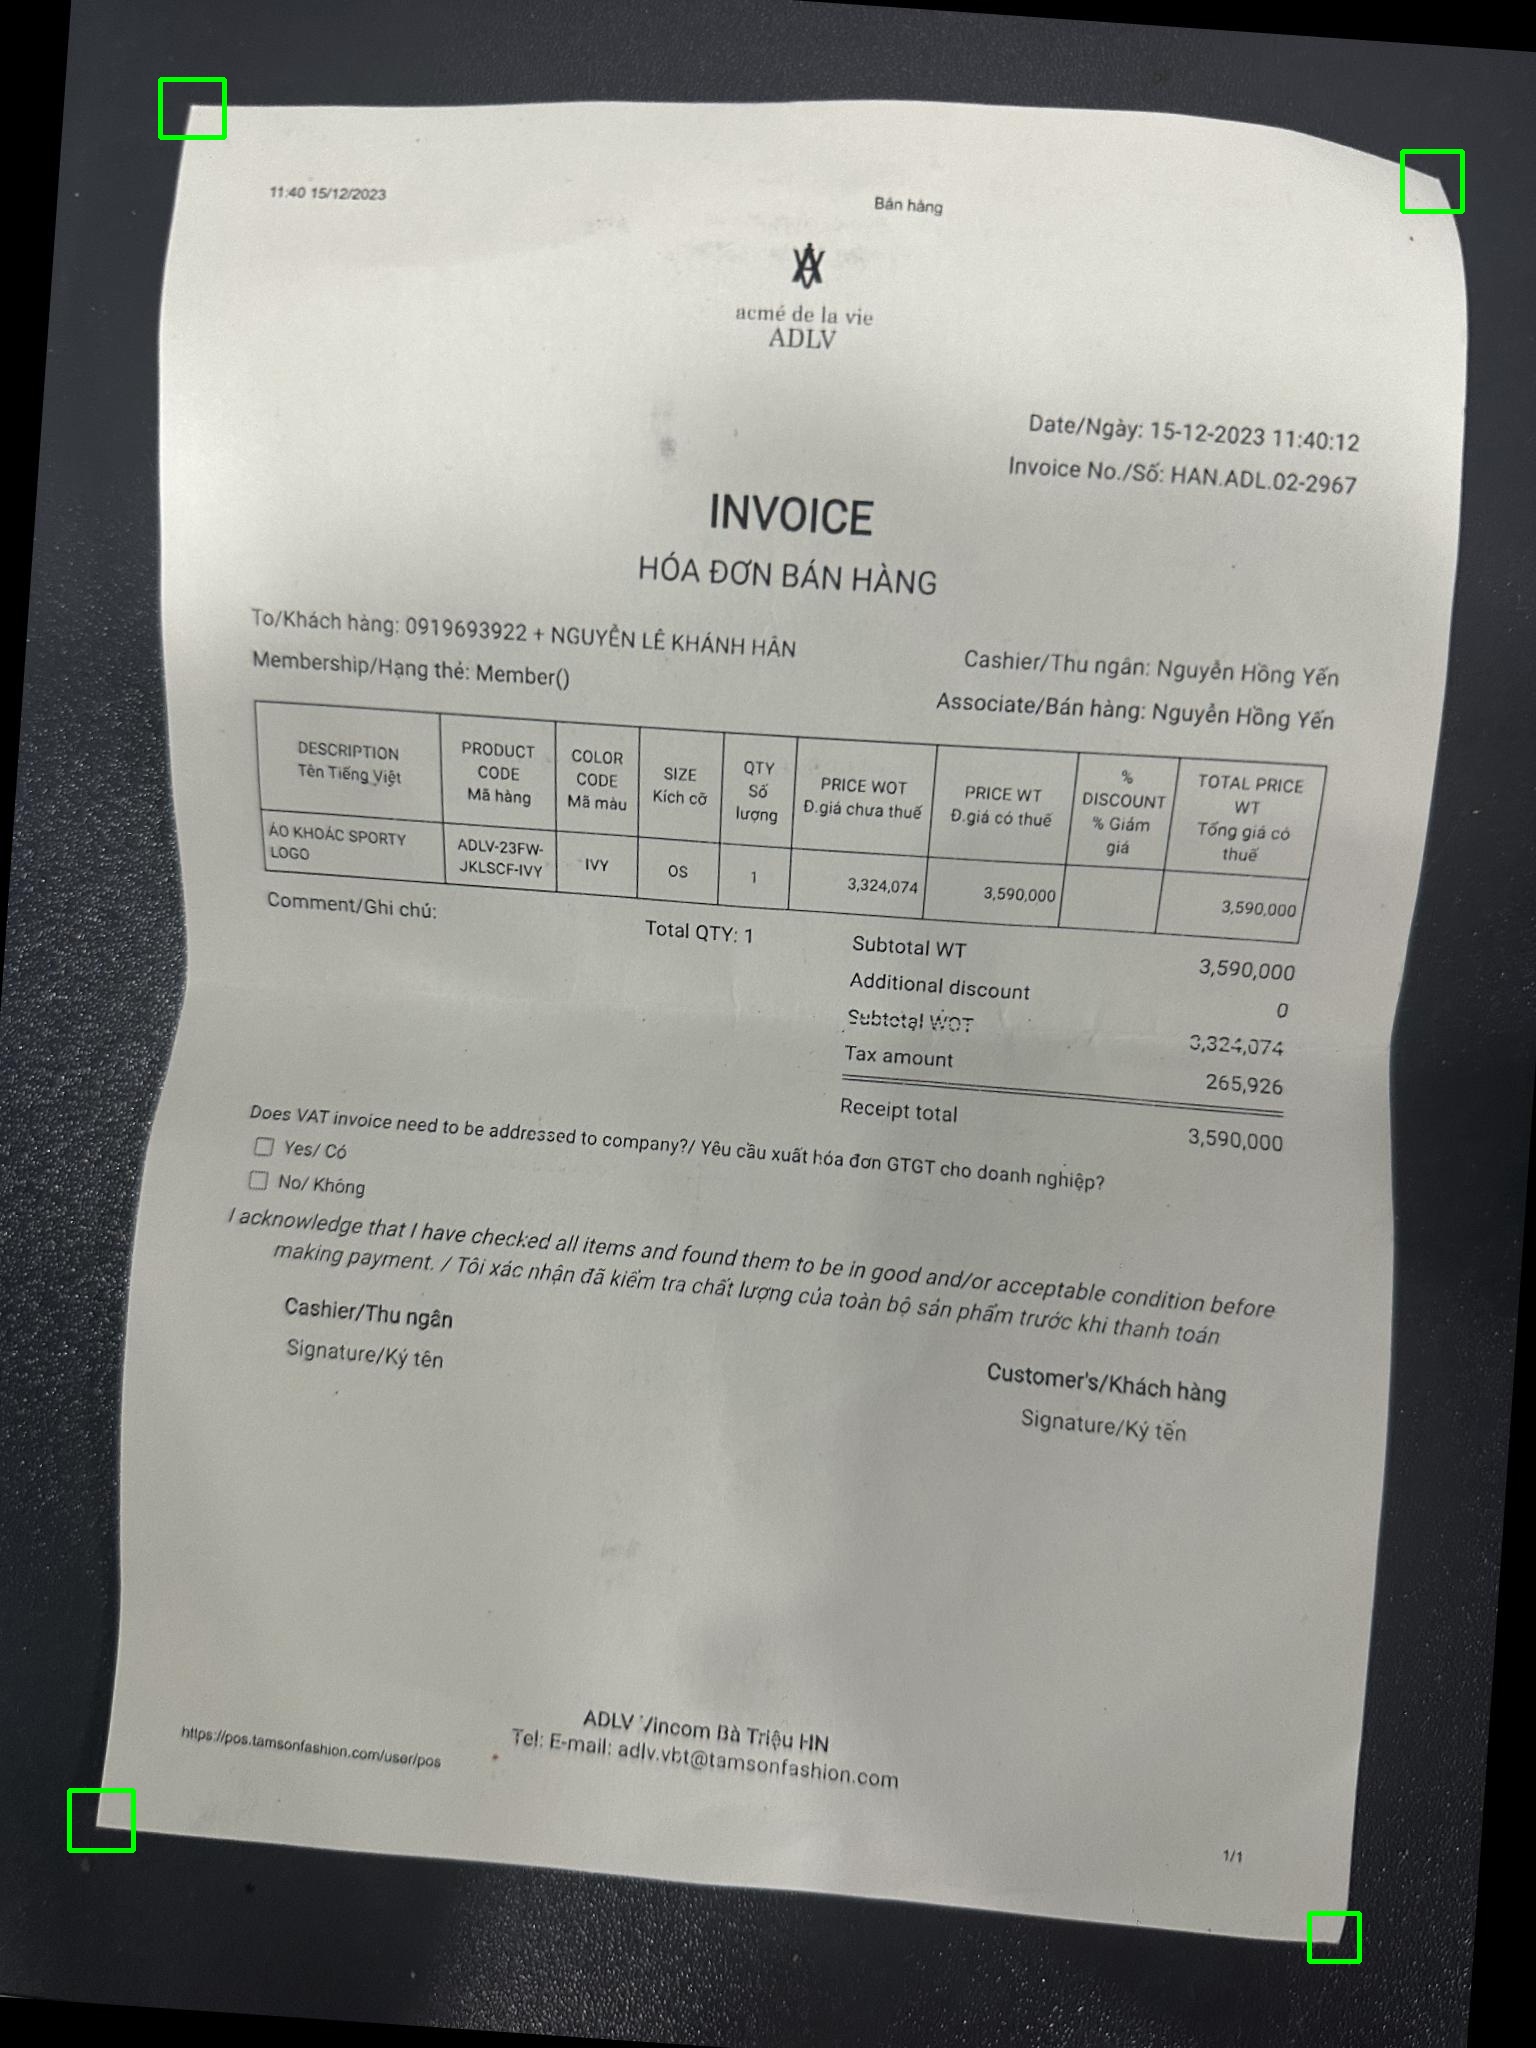 11:40 15/12/2023
Bán hàng
acmé de la vie
ADLV
Date/Ngày: 15-12-2023 11:40:12
Invoice No./Số: HAN.ADL.02-2967
INVOICE
HÓA ĐƠN BÁN HÀNG
To/Khách hàng: 0919693922 + NGUYỄN LÊ KHÁNH HÂN
Membership/Hạng thẻ: Member()
Cashier/Thu ngân: Nguyễn Hồng Yến
Associate/Bán hàng: Nguyễn Hồng Yến
DESCRIPTION
Tên Tiếng Việt
PRODUCT
CODE
Mã hàng
COLOR
CODE
Mã màu
SIZE
Kích cỡ
QTY
Số
lượng
PRICE WOT
Đ.giá chưa thuế
PRICE WT
Đ.giá có thuế
%
DISCOUNT
% Giảm
giá
TOTAL PRICE
WT
Tổng giá có
thuế
ÁO KHOÁC SPORTY
LOGO
ADLV-23FW-
JKLSCF-IVY
IVY
OS
1
3,324,074
3,590,000
3,590,000
Comment/Ghi chú:
Total QTY: 1
Subtotal WT 3,590,000
Additional discount 0
Subtotal WOT 3,324,074
Tax amount 265,926
Receipt total 3,590,000
Does VAT invoice need to be addressed to company?/ Yêu cầu xuất hóa đơn GTGT cho doanh nghiệp?
Yes/ Có
No/ Không
I acknowledge that I have checked all items and found them to be in good and/or acceptable condition before
making payment. / Tôi xác nhận đã kiểm tra chất lượng của toàn bộ sản phẩm trước khi thanh toán
Cashier/Thu ngân
Signature/Ký tên
Customer's/Khách hàng
Signature/Ký tên
ADLV Vincom Bà Triệu HN
Tel: E-mail: adlv.vbt@tamsonfashion.com
https://pos.tamsonfashion.com/user/pos
1/1